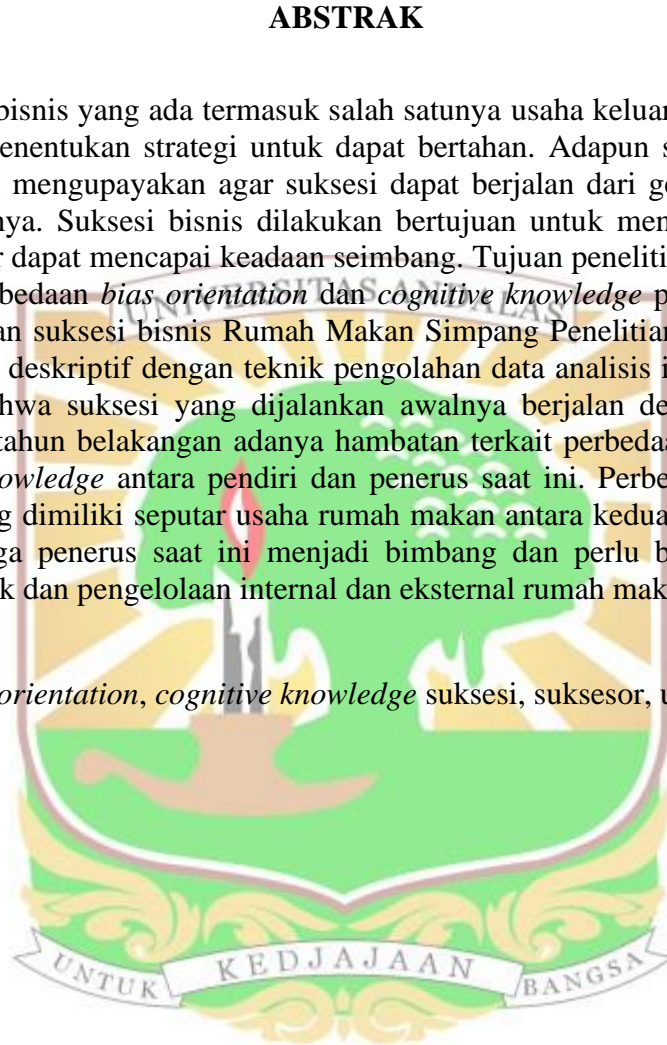 ABSTRAK
bisnis yang ada termasuk salah satunya usaha keluar
enentukan strategi untuk dapat bertahan. Adapun s
mengupayakan agar suksesi dapat berjalan dari ge
nya. Suksesi bisnis dilakukan bertujuan untuk men
r dapat mencapai keadaan seimbang. Tujuan peneliti
bedaan bias orientation dan cognitive knowledge p
UNIVERSITAS ANDALAS
an suksesi bisnis Rumah Makan Simpang Penelitian
deskriptif dengan teknik pengolahan data analisis i
hwa suksesi yang dijalankan awalnya berjalan de
tahun belakangan adanya hambatan terkait perbedaa
owledge antara pendiri dan penerus saat ini. Perbe
g dimiliki seputar usaha rumah makan antara kedua
ga penerus saat ini menjadi bimbang dan perlu b
k dan pengelolaan internal dan eksternal rumah mak
orientation, cognitive knowledge suksesi, suksesor, u
UNTUK KEDJAJAAN BANGSA